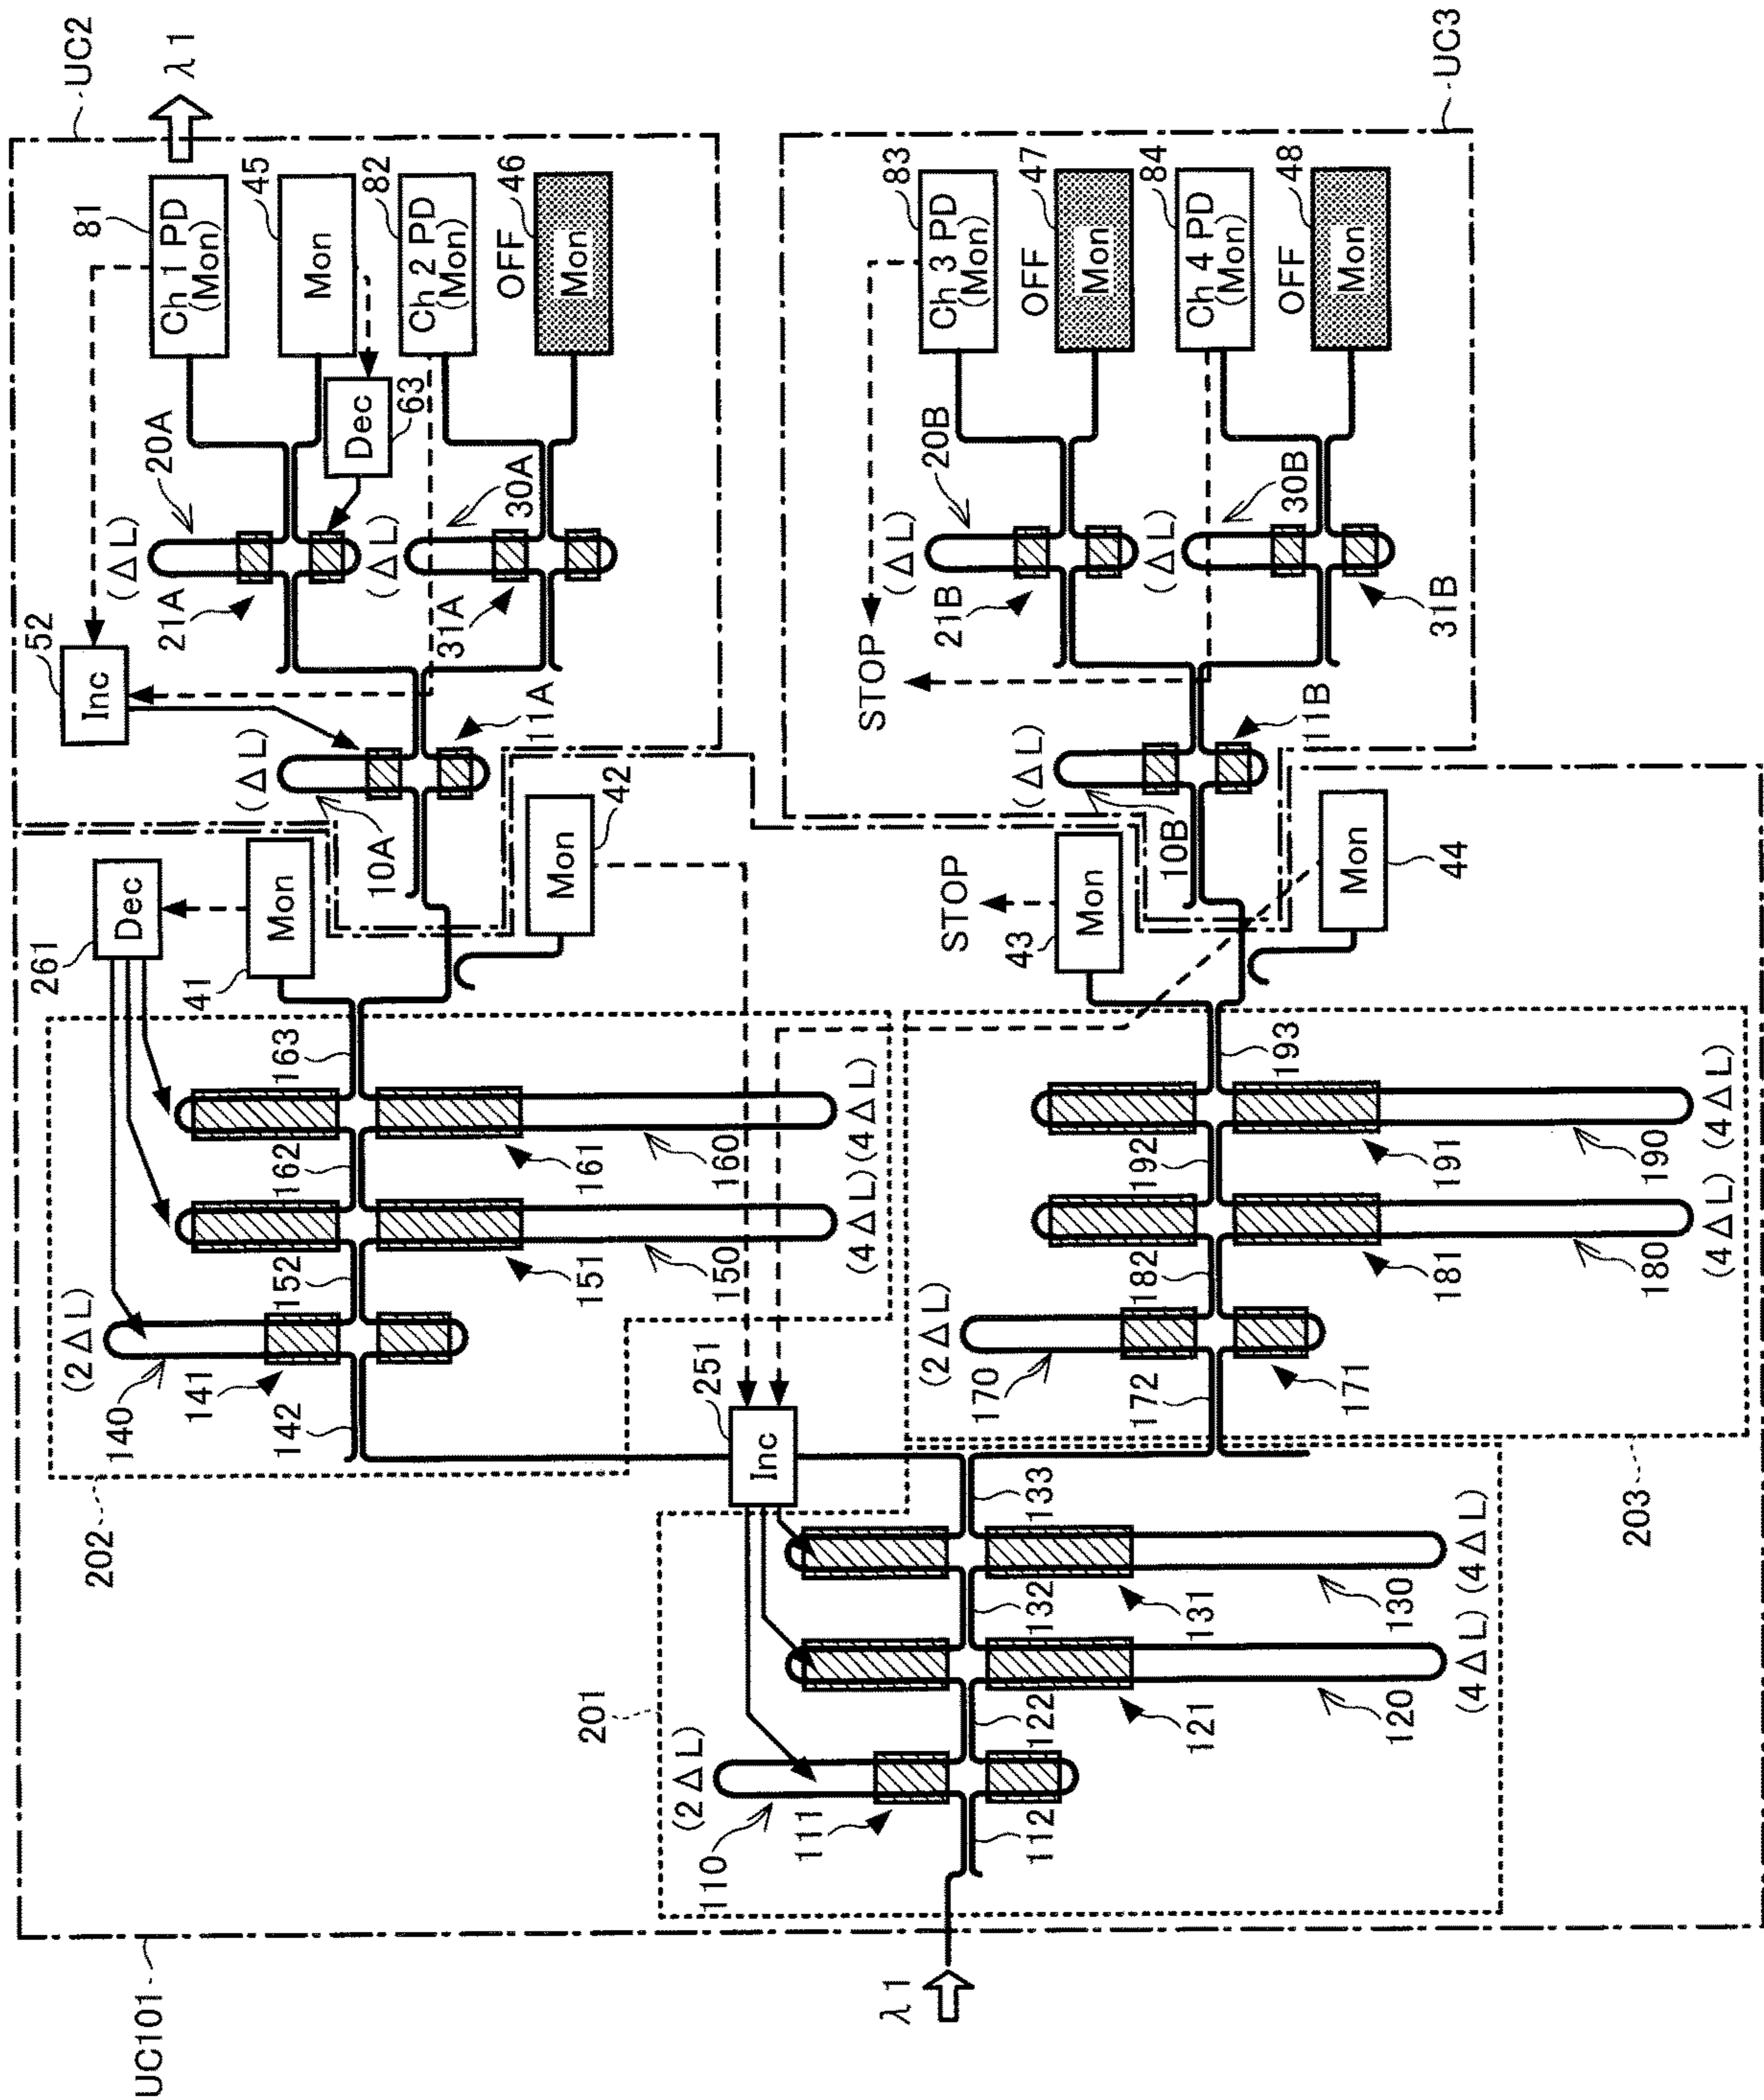 UC101
UC2
λ1
81
Ch 1 PD
(Mon)
45
Mon
82
Ch 2 PD
(Mon)
OFF
46
Mon
52
Inc
63
Dec
(ΔL)
20A
21A
(ΔL)
30A
31A
(ΔL)
10A
11A
UC3
83
Ch 3 PD
(Mon)
OFF
47
Mon
84
Ch 4 PD
(Mon)
OFF
48
Mon
STOP
(ΔL)
20B
21B
(ΔL)
30B
31B
(ΔL)
10B
11B
261
Dec
41
Mon
42
Mon
STOP
43
Mon
44
Mon
202
(2ΔL)
140
141
142
152
151
150
(4ΔL)
162
163
161
160
(4ΔL)
251
Inc
203
(2ΔL)
170
171
172
182
181
180
(4ΔL)
192
193
191
190
(4ΔL)
201
(2ΔL)
110
111
112
122
121
120
(4ΔL)
132
133
131
130
(4ΔL)
λ1